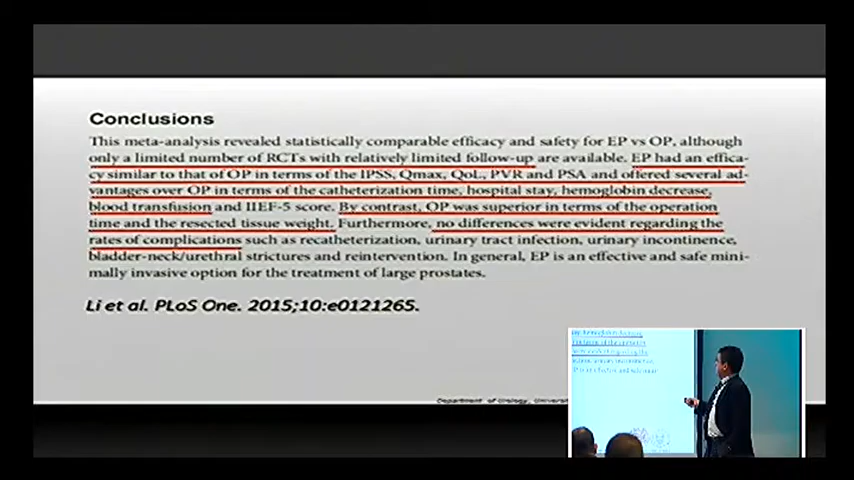 Conclusions
This meta-analysis revealed statistically comparable efficacy and safety for EP vs OP, although
only a limited number of RCTs with relatively limited follow-up are available. EP had an effica-
cy similar to that of OP in terms of the IPSS, Qmax, QoL, PVR and PSA and offered several ad-
vantages over OP in terms of the catheterization time, hospital stay, hemoglobin decrease,
blood transfusion and IIEF-5 score. By contrast, OP was superior in terms of the operation
time and the resected tissue weight. Furthermore, no differences were evident regarding the
rates of complications such as recatheterization, urinary tract infection, urinary incontinence,
bladder-neck/urethral strictures and reintervention. In general, EP is an effective and safe mini-
mally invasive option for the treatment of large prostates.
Li et al. PLoS One. 2015;10:e0121265.
Department of Urology,